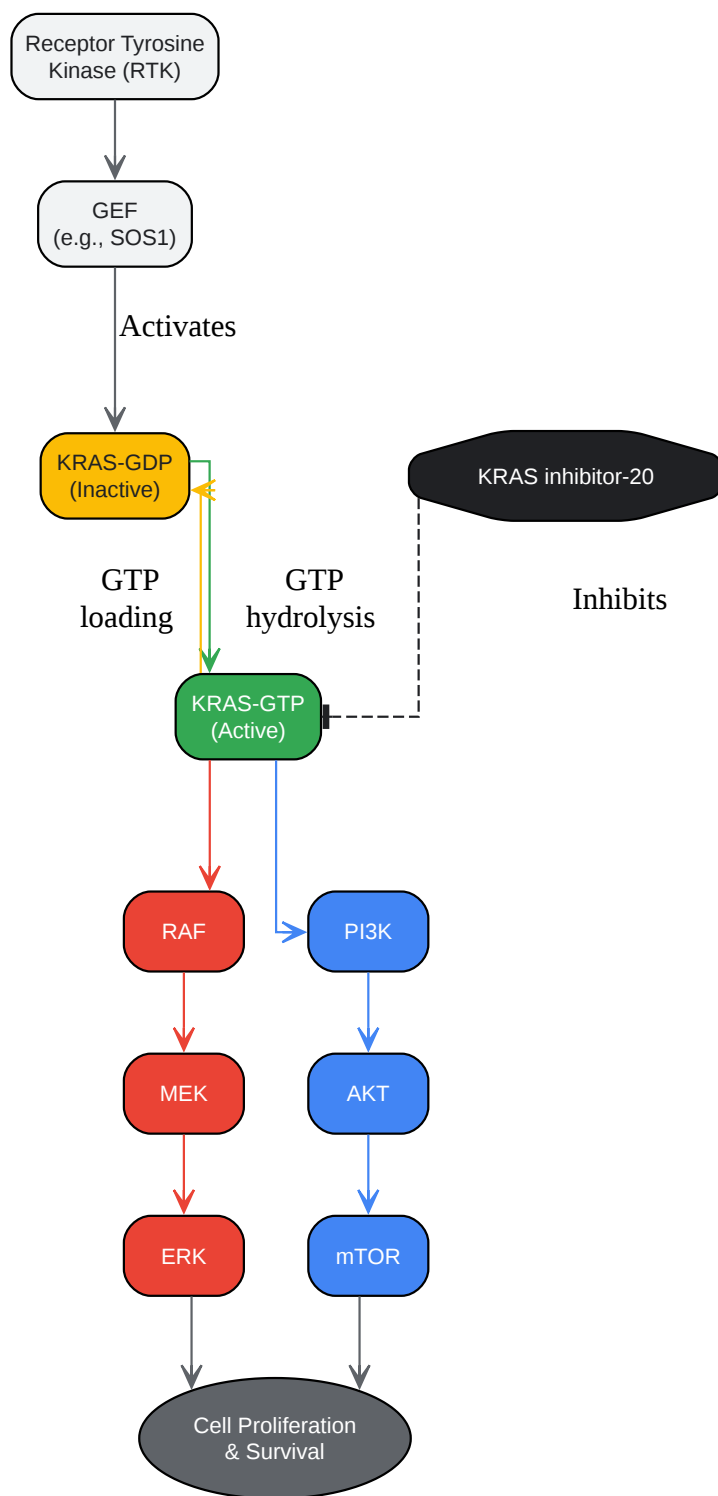 Receptor Tyrosine
Kinase (RTK)
GEF
(e.g., SOS1)
Activates
KRAS-GDP
(Inactive)
KRAS inhibitor-20
GTP
loading
GTP
hydrolysis
Inhibits
KRAS-GTP
(Active)
RAF
PI3K
MEK
AKT
ERK
mTOR
Cell Proliferation
& Survival